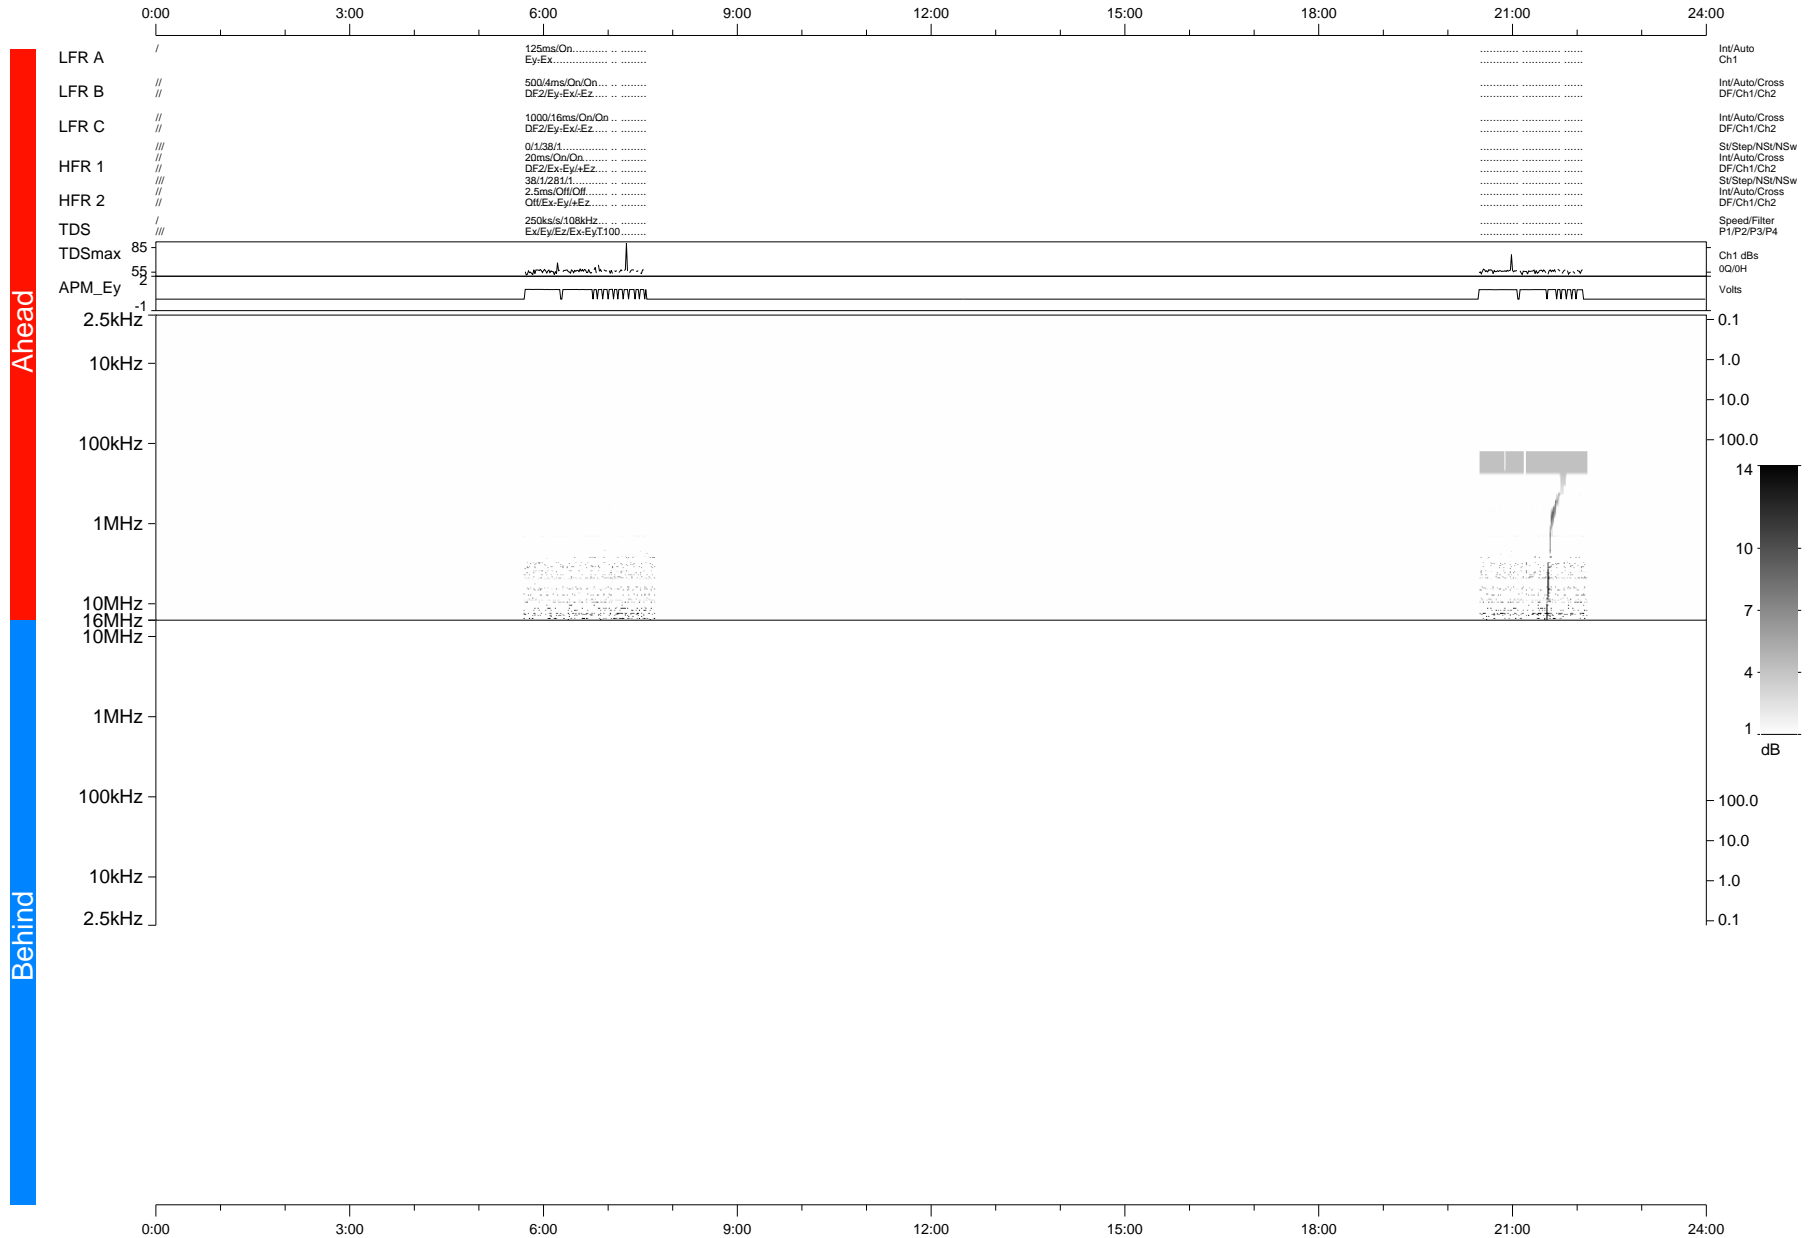 0:00 3:00 6:00 9:00 12:00 15:00 18:00 21:00 24:00
LFR A / 125ms/On Int/Auto
Ey-Ex Ch1
LFR B // 500/4ms/On/On Int/Auto/Cross
// DF2/Ey-Ex/-Ez DF/Ch1/Ch2
LFR C // 1000/16ms/On/On Int/Auto/Cross
// DF2/Ey-Ex/-Ez DF/Ch1/Ch2
/// 0/1/38/1 St/Step/NSt/NSw
HFR 1 // 20ms/On/On Int/Auto/Cross
// DF2/Ex-Ey/+Ez DF/Ch1/Ch2
/// 38/1/281/1 St/Step/NSt/NSw
HFR 2 // 2.5ms/Off/Off Int/Auto/Cross
// Off/Ex-Ey/+Ez DF/Ch1/Ch2
TDS / 250ks/s/108kHz Speed/Filter
/// Ex/Ey/Ez/Ex-EyT100 P1/P2/P3/P4
TDSmax 85 Ch1 dBs
55 0Q/0H
APM_Ey 2 Volts
-1
2.5kHz 0.1
10kHz 1.0
10.0
100kHz 100.0
1MHz
10MHz
16MHz
10MHz
1MHz
100kHz 100.0
10.0
10kHz 1.0
2.5kHz 0.1
14
10
7
4
1
dB
Ahead
Behind
0:00 3:00 6:00 9:00 12:00 15:00 18:00 21:00 24:00